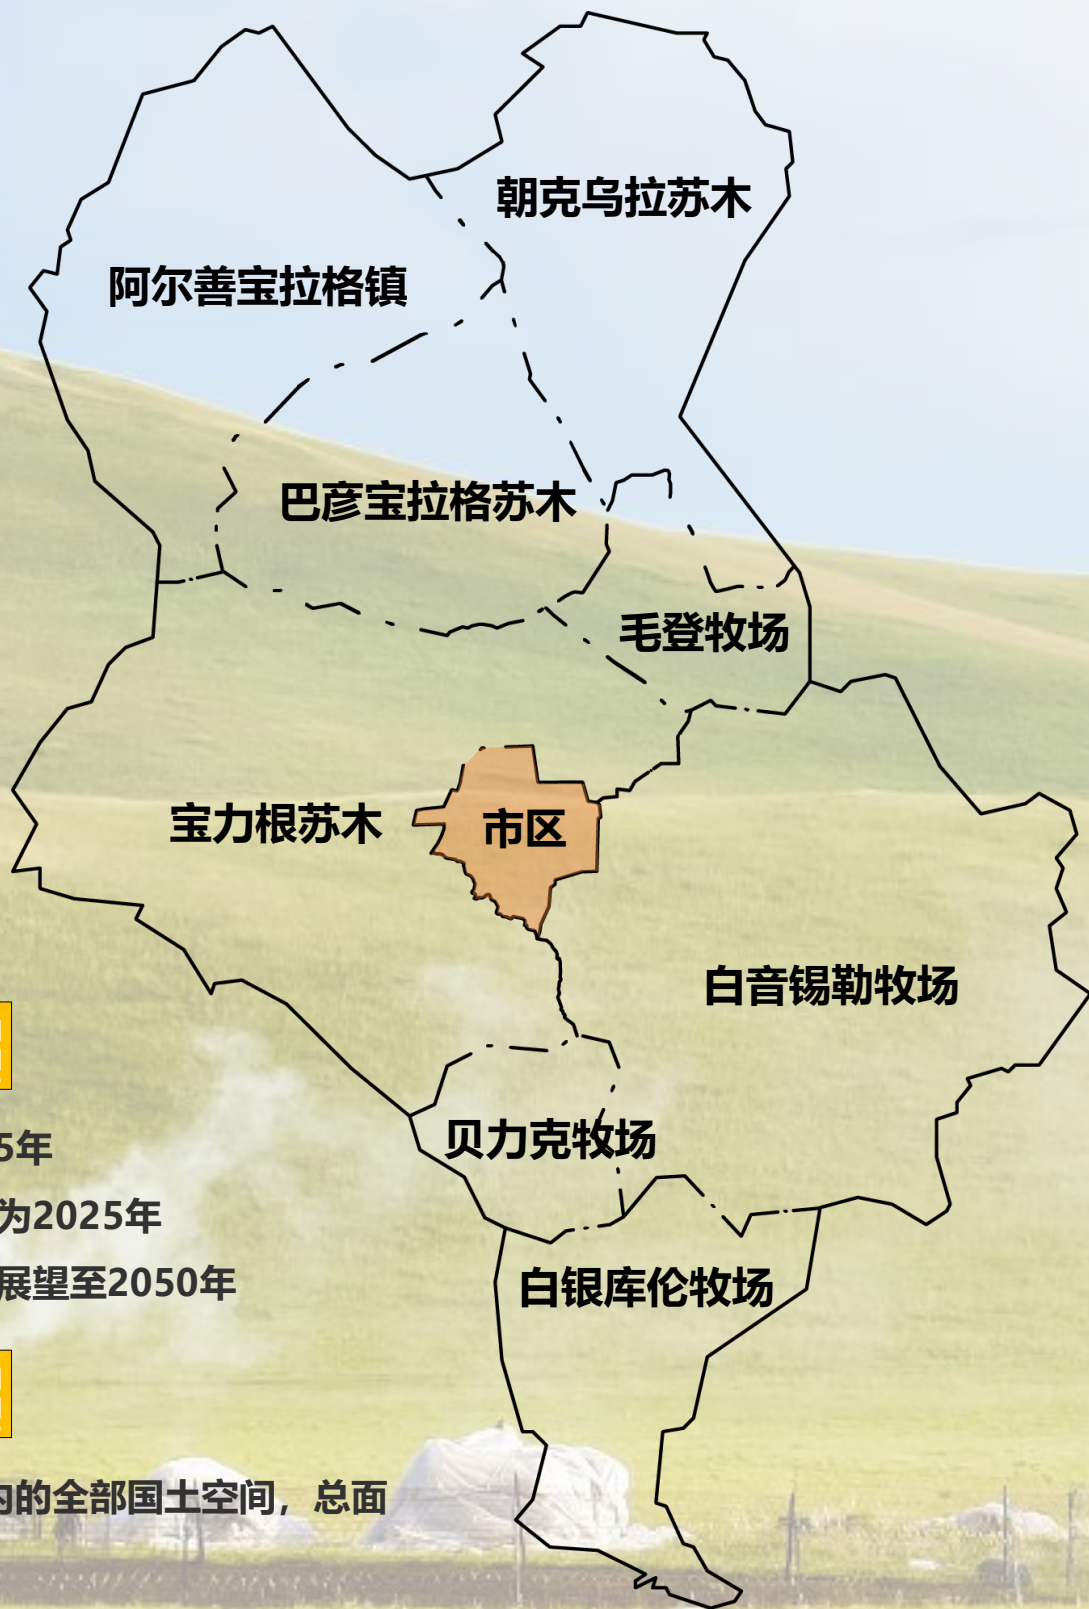 朝克乌拉苏木
阿尔善宝拉格镇
巴彦宝拉格苏木
毛登牧场
宝力根苏木
市区
白音锡勒牧场
贝力克牧场
5年
为2025年
展望至2050年
白银库伦牧场
内的全部国土空间，总面